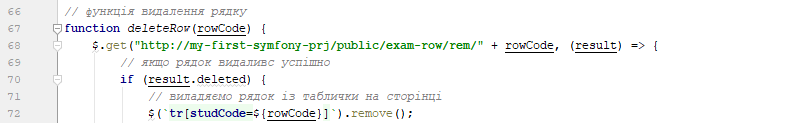 66 // функція видалення рядку
67 function deleteRow(rowCode) {
68 $.get("http://my-first-symfony-prj/public/exam-row/rem/" + rowCode, (result) => {
69 // якщо рядок видаливс успішно
70 if (result.deleted) {
71 // виладяємо рядок із таблички на сторінці
72 $(`tr[studCode=${rowCode}]`).remove();